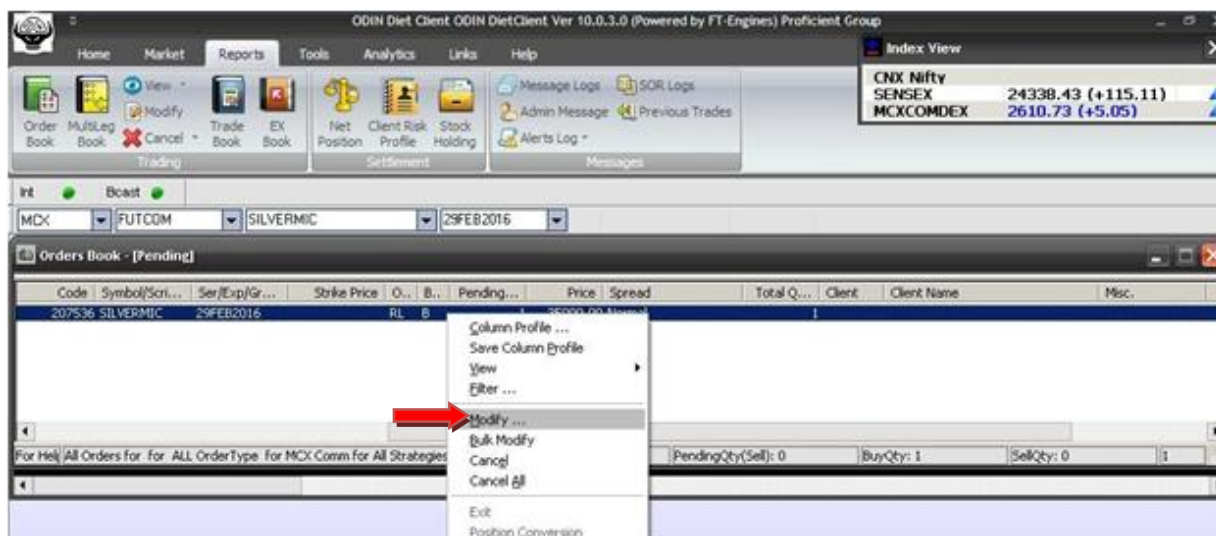 ODIN Diet Client ODIN DietClient Ver 10.0.3.0 (Powered by FT-Engines) Proficient Group
Home Market Reports Tools Analytics Links Help
Index View
CNX Nifty
SENSEX 24338.43 (+115.11)
MCXCOMDEX 2610.73 (+5.05)
View Message Logs SOR Logs
Modify Admin Message Previous Trades
Cancel Alerts Log
Order Book MultiLeg Book Trade Book EX Book Net Position Client Risk Profile Stock Holding
Trading Settlement Messages
Int Bcast
MCX FUTCOM SILVERMIC 29FEB2016
Orders Book - [Pending]
Code Symbol/Scri... Ser/Exp/Gr... Strike Price O.. B.. Pending... Price Spread Total Q... Client Client Name Misc.
207536 SILVERMIC 29FEB2016 RL B 1 Normal 1
Column Profile ...
Save Column Profile
View
Filter ...
Modify ...
Bulk Modify
Cancel
Cancel All
Exit
Position Conversion
For Help All Orders for for ALL OrderType for MCX Comm for All Strategies PendingQty(Sell): 0 BuyQty: 1 SellQty: 0 1